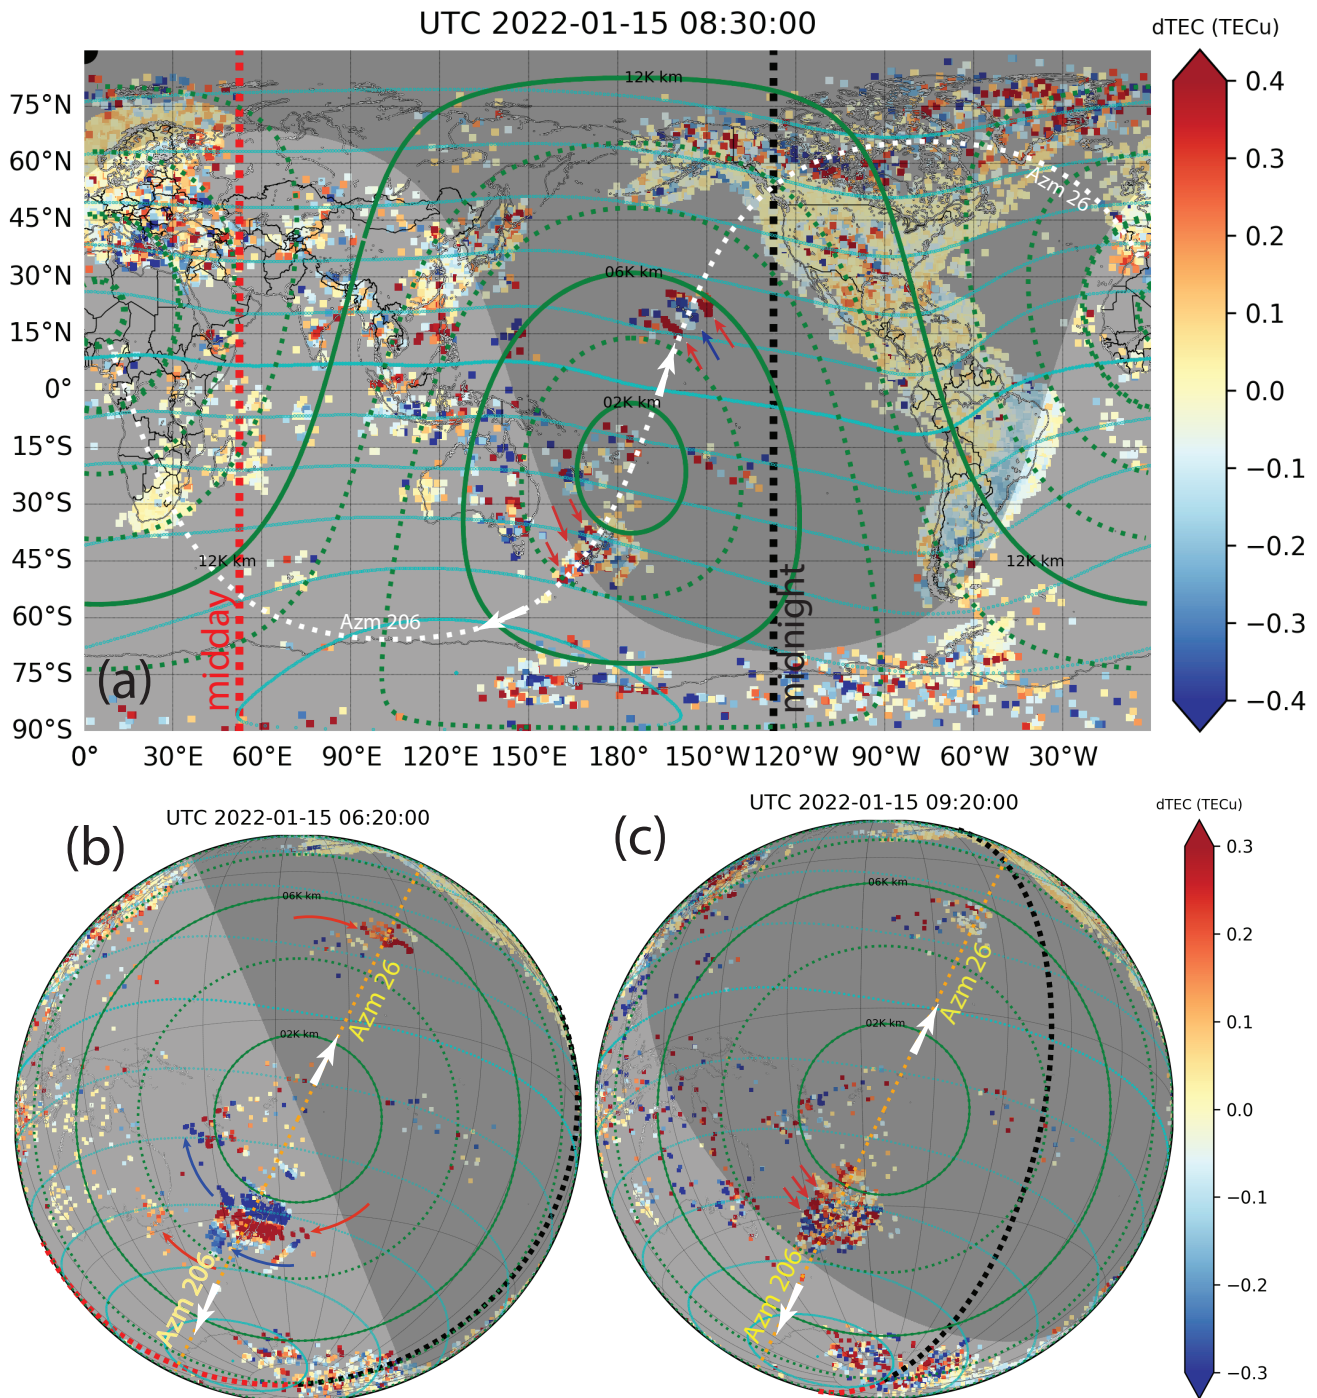 UTC 2022-01-15 08:30:00
dTEC (TECu)
75°N
60°N
45°N
30°N
15°N
0°
15°S
30°S
45°S
60°S
75°S
90°S
12K km
06K km
02K km
12K km
12K km
Azm 26
Azm 206
midday
midnight
(a)
0°
30°E
60°E
90°E
120°E
150°E
180°
150°W
120°W
90°W
60°W
30°W
0.4
0.3
0.2
0.1
0.0
−0.1
−0.2
−0.3
−0.4
(b)
UTC 2022-01-15 06:20:00
06K km
02K km
Azm 26
Azm 206
(c)
UTC 2022-01-15 09:20:00
06K km
02K km
Azm 26
Azm 206
dTEC (TECu)
0.3
0.2
0.1
0.0
−0.1
−0.2
−0.3